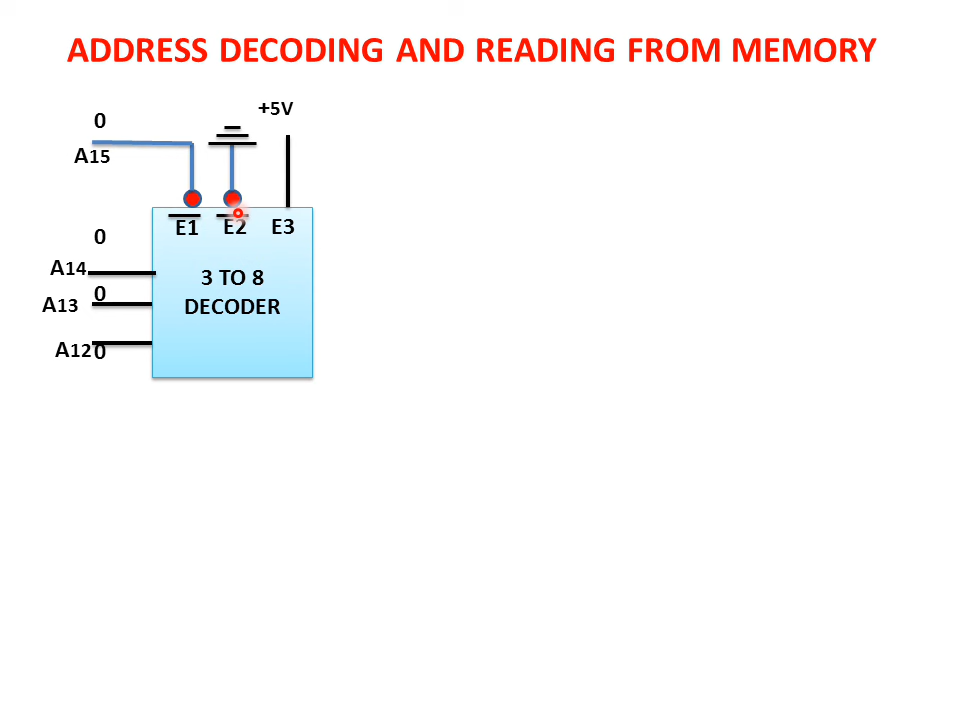 ADDRESS DECODING AND READING FROM MEMORY
+5V
0
A15
E1 E2 E3
0
A14
3 TO 8
DECODER
0
A13
A12 0